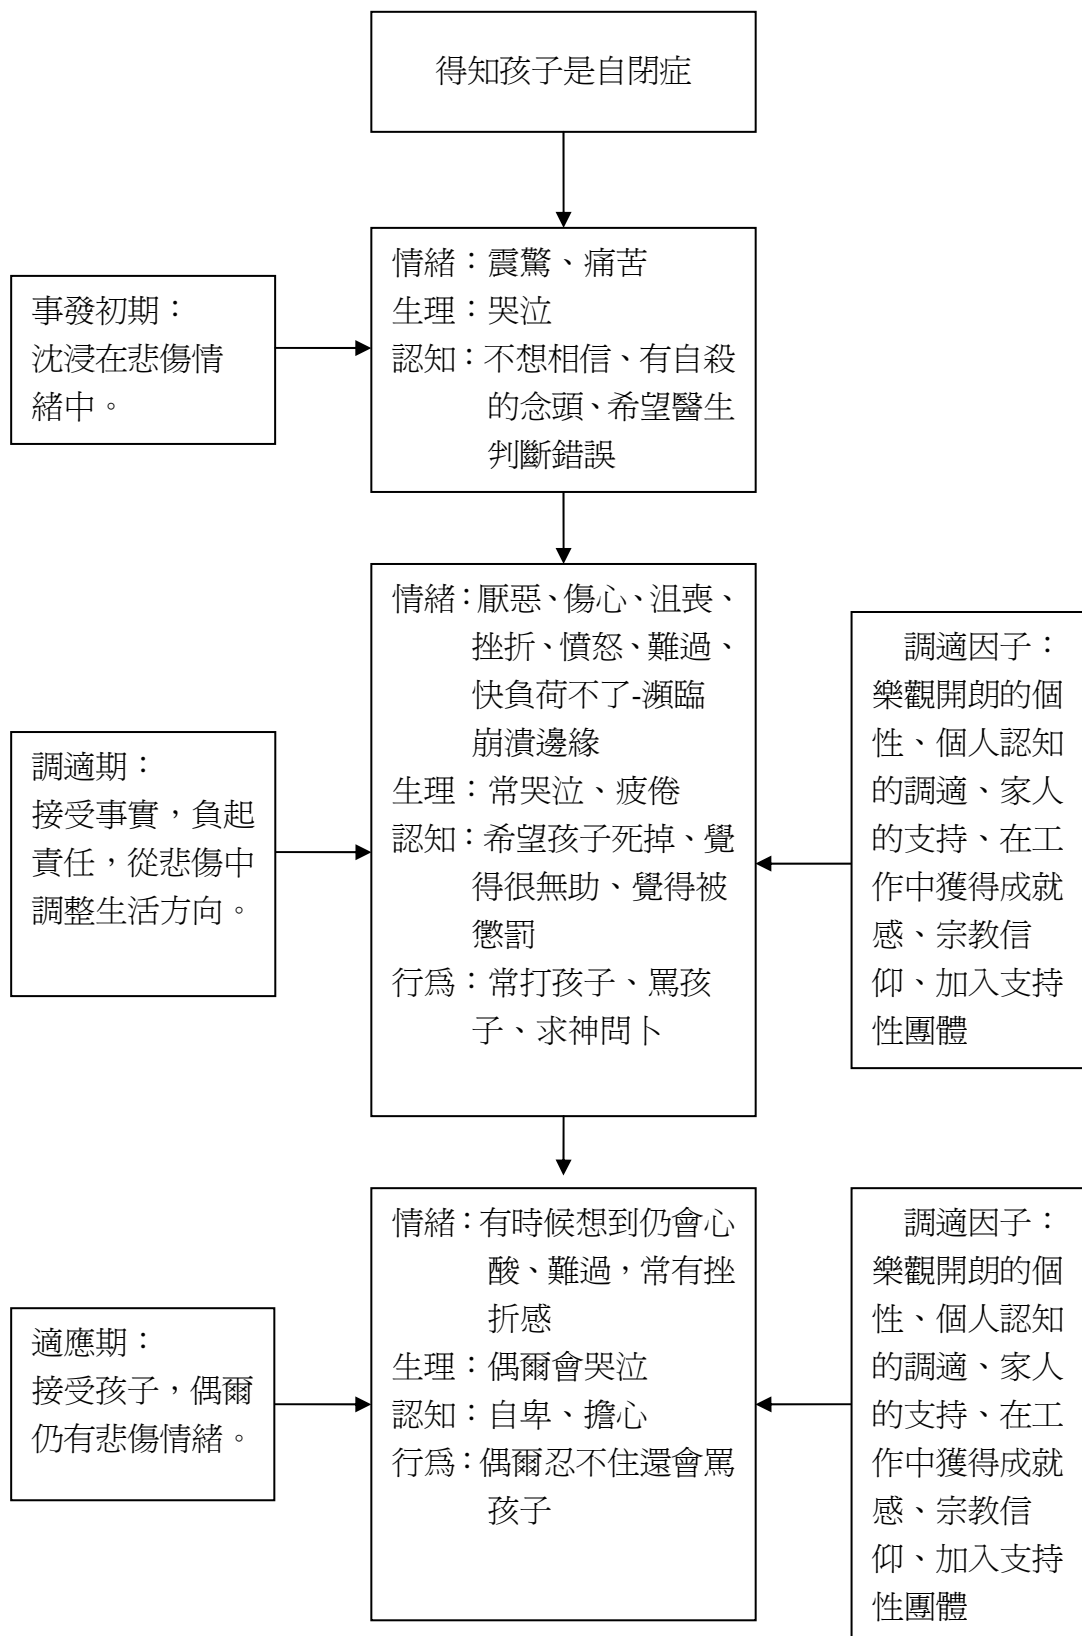 得知孩子是自閉症
事發初期：
沈浸在悲傷情
緒中。
情緒：震驚、痛苦
生理：哭泣
認知：不想相信、有自殺
的念頭、希望醫生
判斷錯誤
調適期：
接受事實，負起
責任，從悲傷中
調整生活方向。
情緒：厭惡、傷心、沮喪、
挫折、憤怒、難過、
快負荷不了-瀕臨
崩潰邊緣
生理：常哭泣、疲倦
認知：希望孩子死掉、覺
得很無助、覺得被
懲罰
行為：常打孩子、罵孩
子、求神問卜
調適因子：
樂觀開朗的個
性、個人認知
的調適、家人
的支持、在工
作中獲得成就
感、宗教信
仰、加入支持
性團體
適應期：
接受孩子，偶爾
仍有悲傷情緒。
情緒：有時候想到仍會心
酸、難過，常有挫
折感
生理：偶爾會哭泣
認知：自卑、擔心
行為：偶爾忍不住還會罵
孩子
調適因子：
樂觀開朗的個
性、個人認知
的調適、家人
的支持、在工
作中獲得成就
感、宗教信
仰、加入支持
性團體